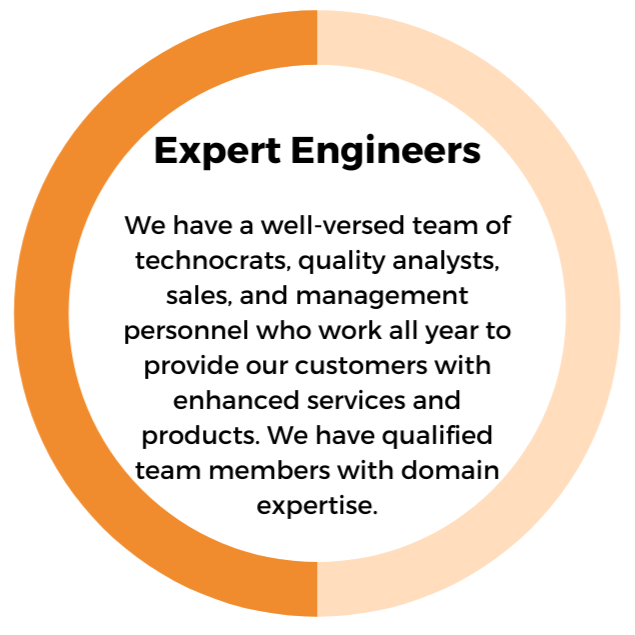 Expert Engineers
We have a well-versed team of
technocrats, quality analysts,
sales, and management
personnel who work all year to
provide our customers with
enhanced services and
products. We have qualified
team members with domain
expertise.